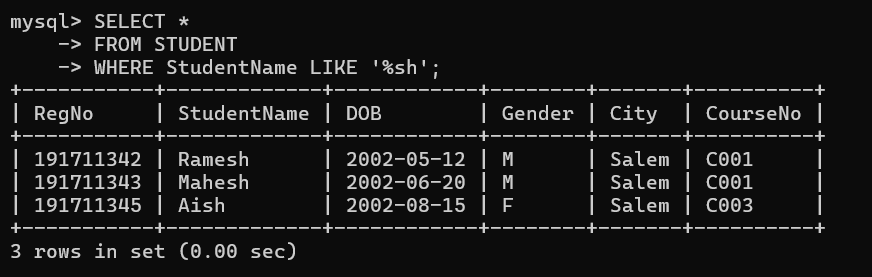 mysql> SELECT *
    -> FROM STUDENT
    -> WHERE StudentName LIKE '%sh';
+-----------+-------------+------------+--------+-------+----------+
| RegNo     | StudentName | DOB        | Gender | City  | CourseNo |
+-----------+-------------+------------+--------+-------+----------+
| 191711342 | Ramesh      | 2002-05-12 | M      | Salem | C001     |
| 191711343 | Mahesh      | 2002-06-20 | M      | Salem | C001     |
| 191711345 | Aish        | 2002-08-15 | F      | Salem | C003     |
+-----------+-------------+------------+--------+-------+----------+
3 rows in set (0.00 sec)